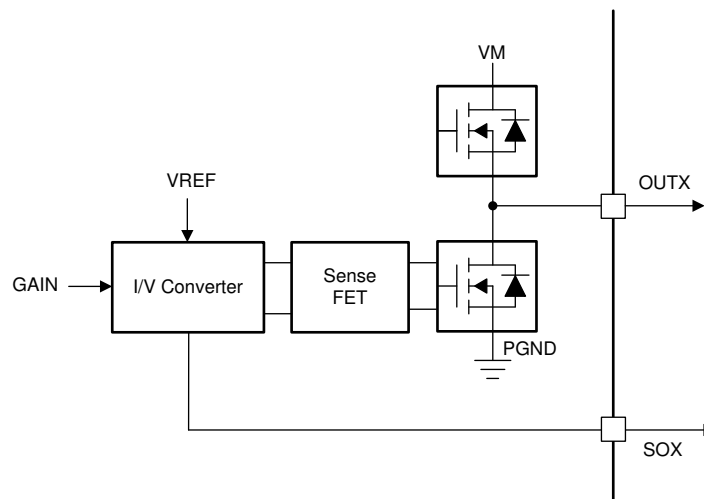 VM
VREF
OUTX
GAIN
I/V Converter
Sense
FET
PGND
SOX